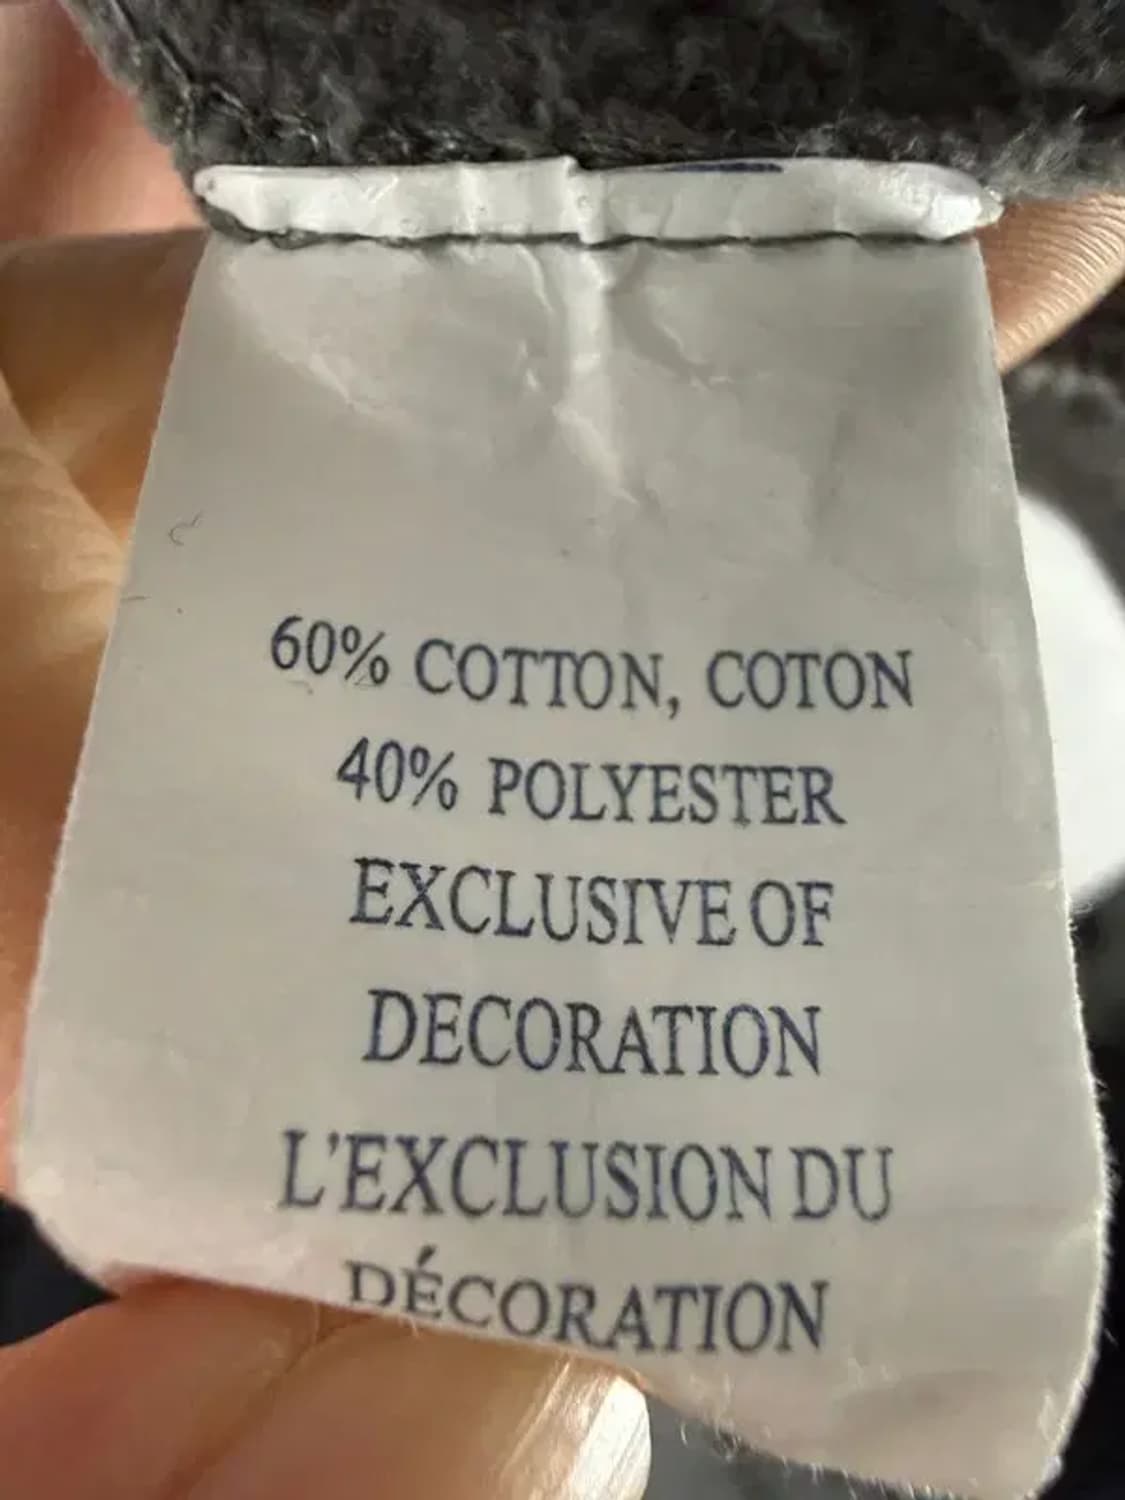 60% COTTON, COTON
40% POLYESTER
EXCLUSIVE OF
DECORATION
L'EXCLUSION DU
DÉCORATION